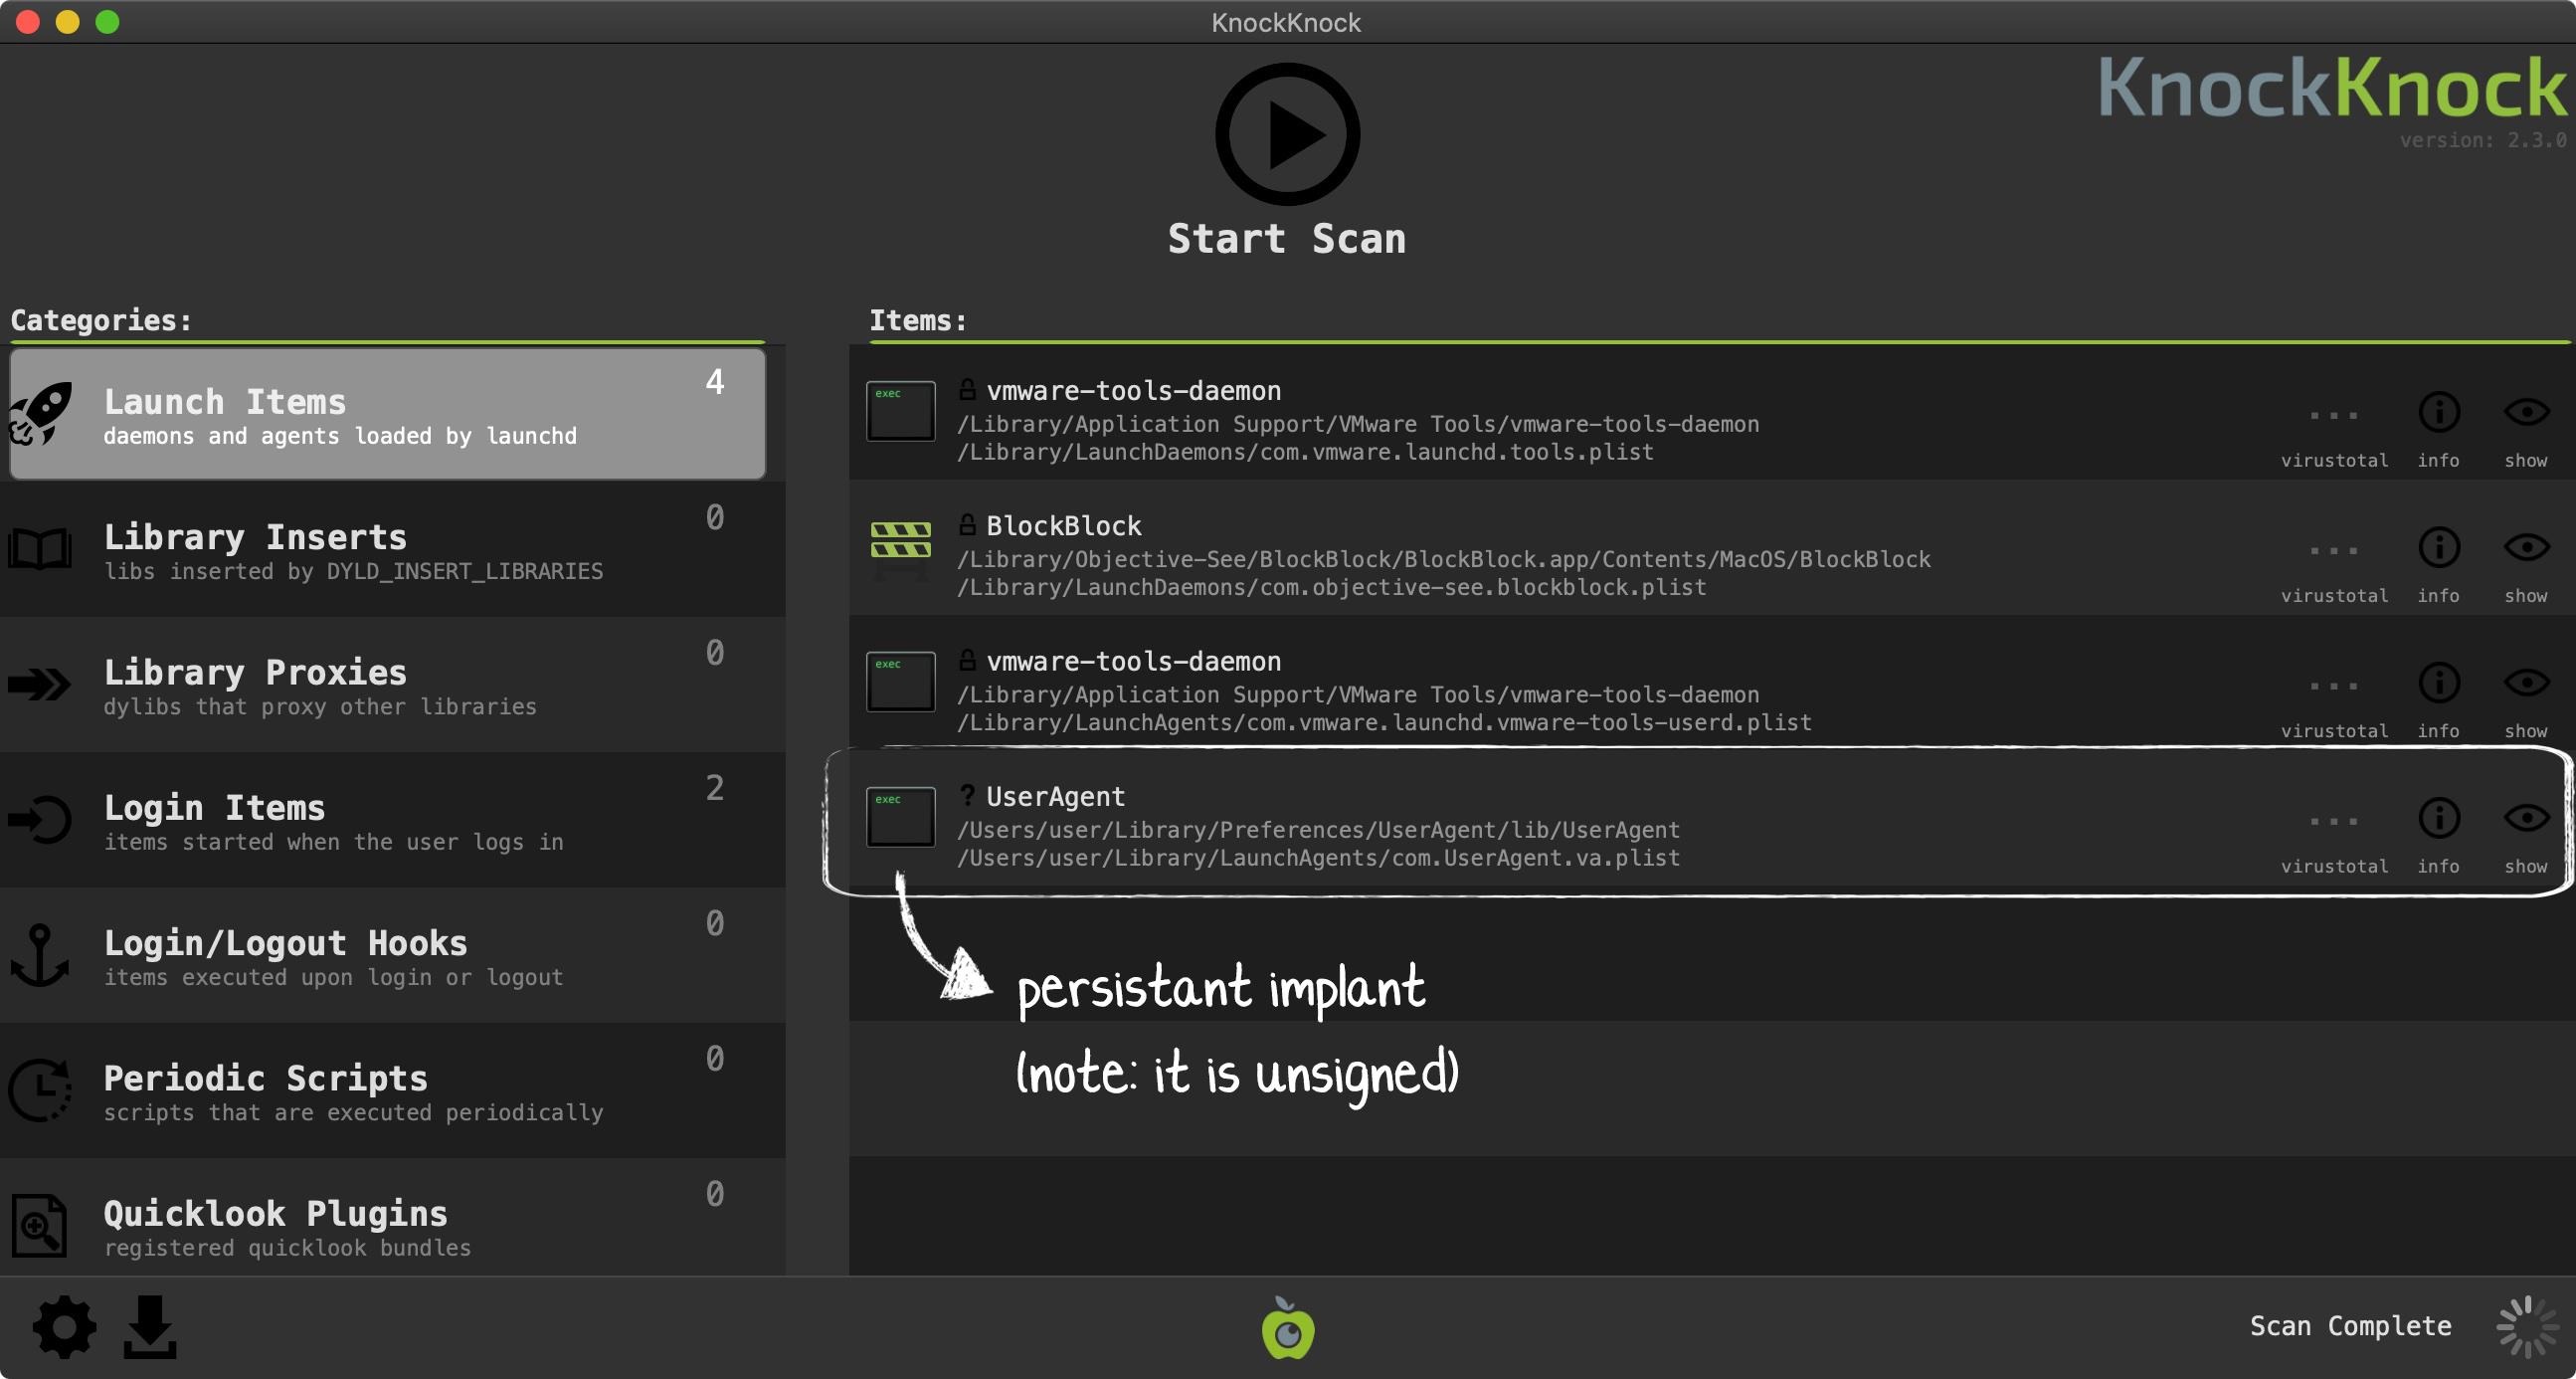 KnockKnock
KnockKnock
version: 2.3.0
Start Scan
Categories:
Launch Items
4
daemons and agents loaded by launchd
Library Inserts
0
libs inserted by DYLD_INSERT_LIBRARIES
Library Proxies
0
dylibs that proxy other libraries
Login Items
2
items started when the user logs in
Login/Logout Hooks
0
items executed upon login or logout
Periodic Scripts
0
scripts that are executed periodically
Quicklook Plugins
0
registered quicklook bundles
Items:
exec
vmware-tools-daemon
/Library/Application Support/VMware Tools/vmware-tools-daemon
/Library/LaunchDaemons/com.vmware.launchd.tools.plist
virustotal info show
BlockBlock
/Library/Objective-See/BlockBlock/BlockBlock.app/Contents/MacOS/BlockBlock
/Library/LaunchDaemons/com.objective-see.blockblock.plist
virustotal info show
exec
vmware-tools-daemon
/Library/Application Support/VMware Tools/vmware-tools-daemon
/Library/LaunchAgents/com.vmware.launchd.vmware-tools-userd.plist
virustotal info show
exec
? UserAgent
/Users/user/Library/Preferences/UserAgent/lib/UserAgent
/Users/user/Library/LaunchAgents/com.UserAgent.va.plist
virustotal info show
persistant implant
(note: it is unsigned)
Scan Complete